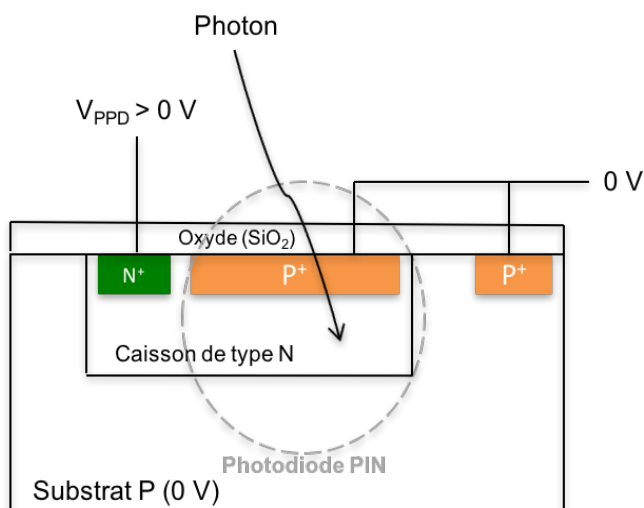 Photon
V_PPD > 0 V
0 V
Oxyde (SiO₂)
N⁺
P⁺
P⁺
Caisson de type N
Photodiode PIN
Substrat P (0 V)